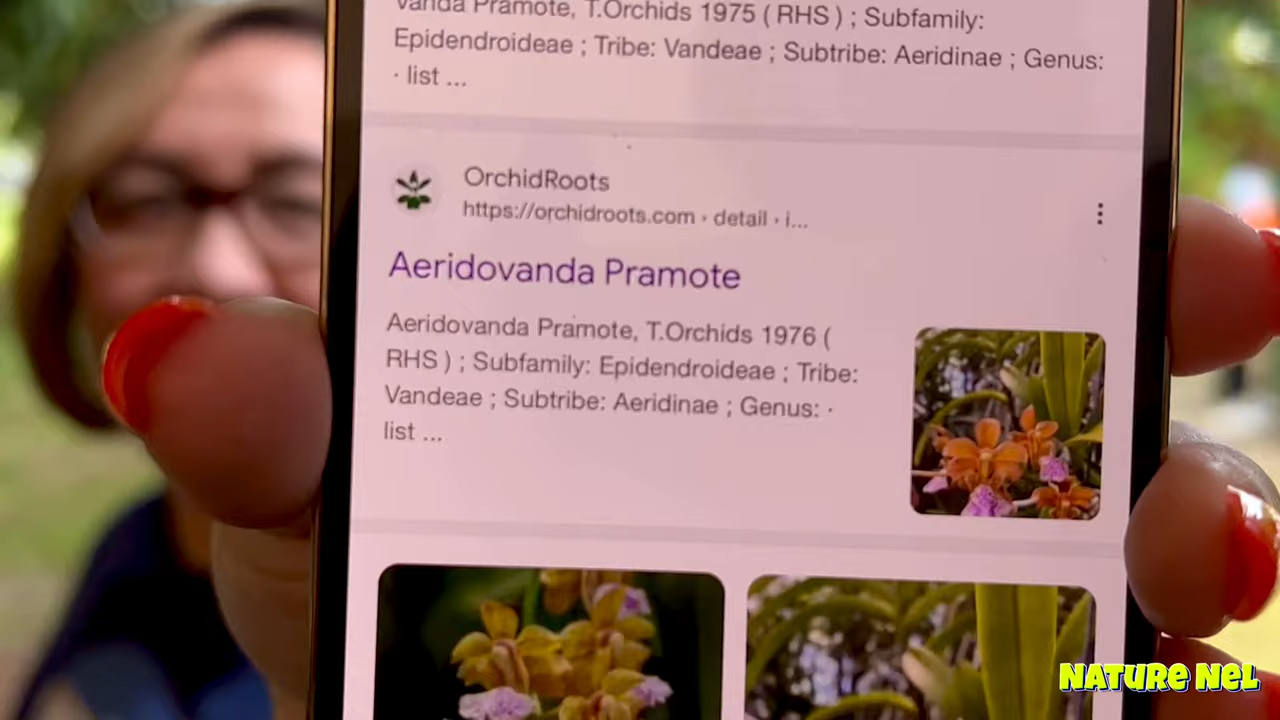 vanda Pramote, T.Orchids 1975 ( RHS ) ; Subfamily:
Epidendroideae ; Tribe: Vandeae ; Subtribe: Aeridinae ; Genus:
· list ...
OrchidRoots
https://orchidroots.com › detail › i...
Aeridovanda Pramote
Aeridovanda Pramote, T.Orchids 1976 (
RHS ) ; Subfamily: Epidendroideae ; Tribe:
Vandeae ; Subtribe: Aeridinae ; Genus: ·
list ...
NATURE NEL